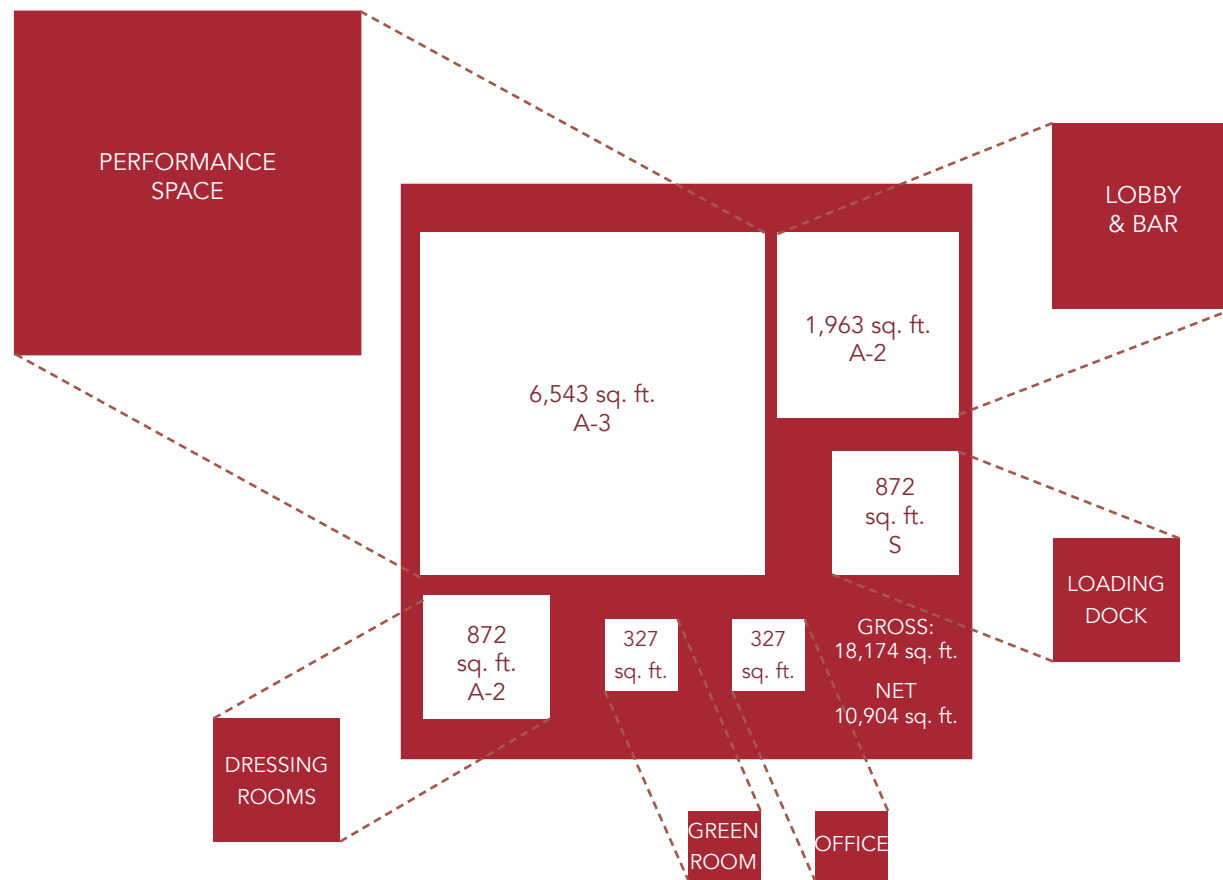 PERFORMANCE
SPACE
LOBBY
& BAR
1,963 sq. ft.
A-2
6,543 sq. ft.
A-3
872
sq. ft.
S
LOADING
DOCK
872
sq. ft.
A-2
327
sq. ft.
327
sq. ft.
GROSS:
18,174 sq. ft.
NET
10,904 sq. ft.
DRESSING
ROOMS
GREEN
ROOM
OFFICE